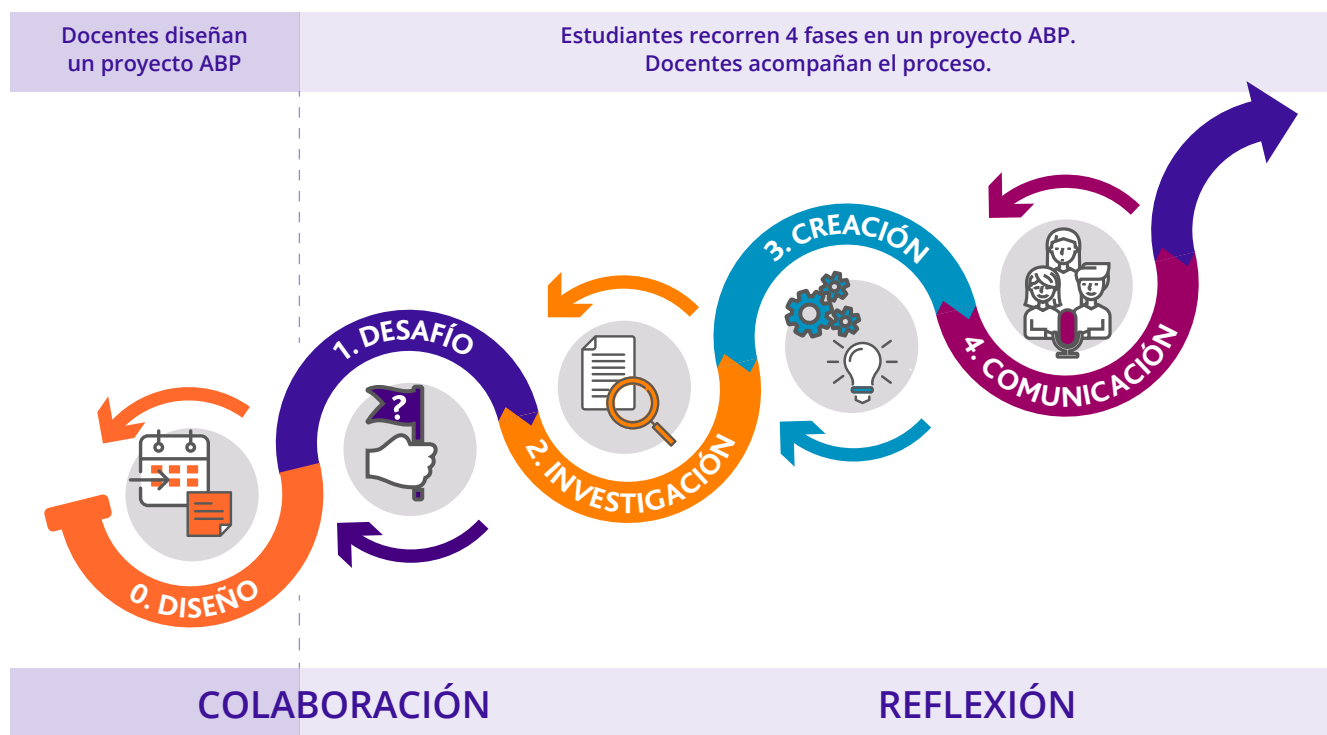 Docentes diseñan
un proyecto ABP
Estudiantes recorren 4 fases en un proyecto ABP.
Docentes acompañan el proceso.
0. DISEÑO
1. DESAFÍO
?
2. INVESTIGACIÓN
3. CREACIÓN
4. COMUNICACIÓN
COLABORACIÓN
REFLEXIÓN